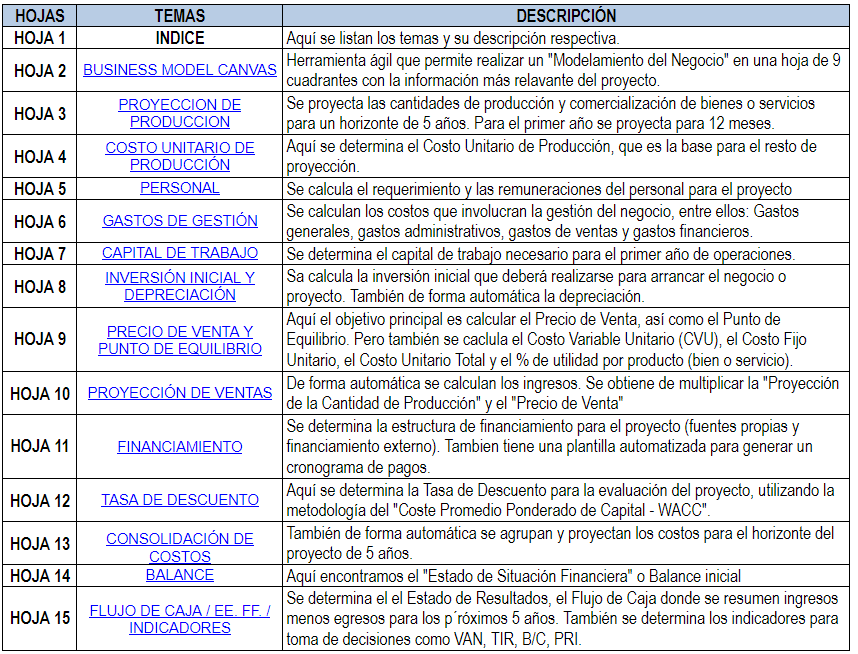 HOJAS TEMAS DESCRIPCIÓN
HOJA 1 INDICE Aquí se listan los temas y su descripción respectiva.
HOJA 2 BUSINESS MODEL CANVAS Herramienta ágil que permite realizar un "Modelamiento del Negocio" en una hoja de 9
cuadrantes con la información más relevante del proyecto.
HOJA 3 PROYECCION DE
PRODUCCION
Se proyecta las cantidades de producción y comercialización de bienes o servicios
para un horizonte de 5 años. Para el primer año se proyecta para 12 meses.
HOJA 4 COSTO UNITARIO DE
PRODUCCIÓN
Aquí se determina el Costo Unitario de Producción, que es la base para el resto de
proyección.
HOJA 5 PERSONAL Se calcula el requerimiento y las remuneraciones del personal para el proyecto
HOJA 6 GASTOS DE GESTIÓN Se calculan los costos que involucran la gestión del negocio, entre ellos: Gastos
generales, gastos administrativos, gastos de ventas y gastos financieros.
HOJA 7 CAPITAL DE TRABAJO Se determina el capital de trabajo necesario para el primer año de operaciones.
HOJA 8 INVERSIÓN INICIAL Y
DEPRECIACIÓN
Sa calcula la inversión inicial que deberá realizarse para arrancar el negocio o
proyecto. También de forma automática la depreciación.
HOJA 9 PRECIO DE VENTA Y
PUNTO DE EQUILIBRIO
Aquí el objetivo principal es calcular el Precio de Venta, así como el Punto de
Equilibrio. Pero también se caclula el Costo Variable Unitario (CVU), el Costo Fijo
Unitario, el Costo Unitario Total y el % de utilidad por producto (bien o servicio).
HOJA 10 PROYECCIÓN DE VENTAS De forma automática se calculan los ingresos. Se obtiene de multiplicar la "Proyección
de la Cantidad de Producción" y el "Precio de Venta"
HOJA 11 FINANCIAMIENTO Se determina la estructura de financiamiento para el proyecto (fuentes propias y
financiamiento externo). Tambien tiene una plantilla automatizada para generar un
cronograma de pagos.
HOJA 12 TASA DE DESCUENTO Aquí se determina la Tasa de Descuento para la evaluación del proyecto, utilizando la
metodología del "Coste Promedio Ponderado de Capital - WACC".
HOJA 13 CONSOLIDACIÓN DE
COSTOS
También de forma automática se agrupan y proyectan los costos para el horizonte del
proyecto de 5 años.
HOJA 14 BALANCE Aquí encontramos el "Estado de Situación Financiera" o Balance inicial
HOJA 15 FLUJO DE CAJA / EE. FF. /
INDICADORES
Se determina el el Estado de Resultados, el Flujo de Caja donde se resumen ingresos
menos egresos para los p´róximos 5 años. También se determina los indicadores para
toma de decisiones como VAN, TIR, B/C, PRI.